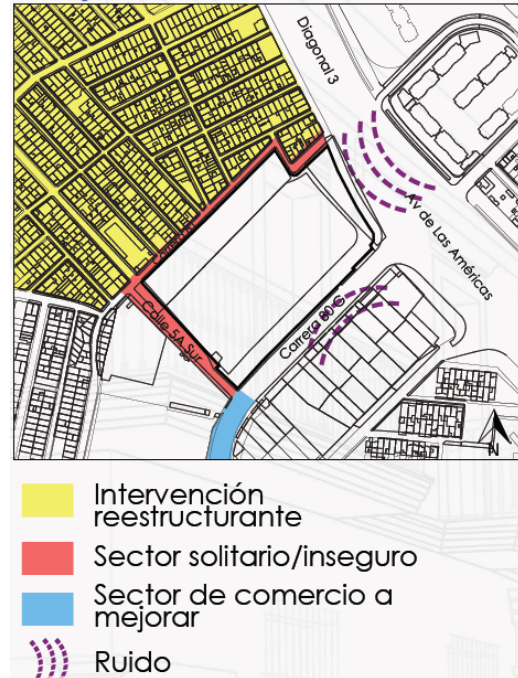 Diagonal 3
Av de Las Américas
Calle 5A Sur
Carrera 80 G
N
Intervención
reestructurante
Sector solitario/inseguro
Sector de comercio a
mejorar
Ruido